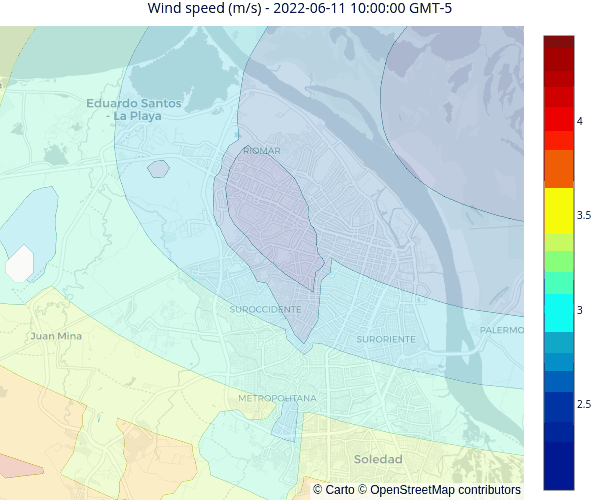 Wind speed (m/s) - 2022-06-11 10:00:00 GMT-5
Eduardo Santos
- La Playa
RIOMAR
SUROCCIDENTE
SURORIENTE
PALERMO
Juan Mina
METROPOLITANA
Soledad
© Carto © OpenStreetMap contributors
4
3.5
3
2.5